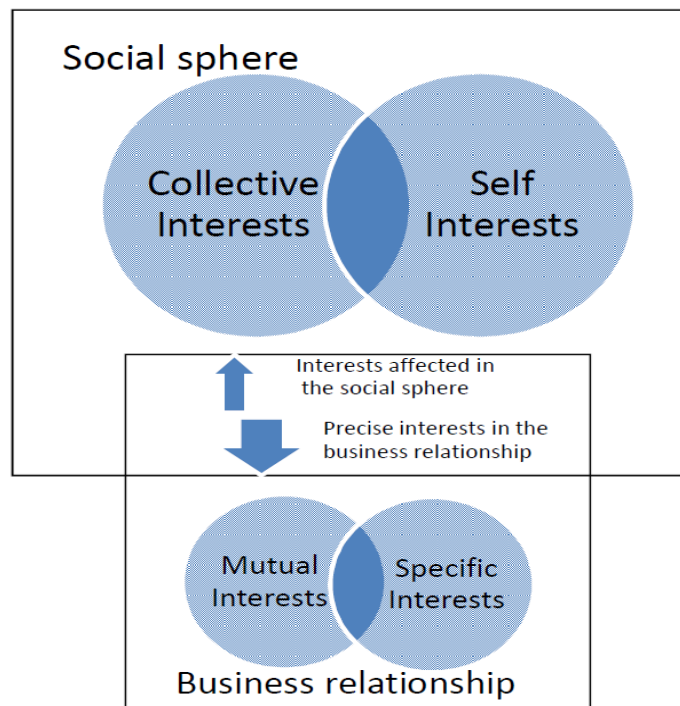 Social sphere
Collective
Interests
Self
Interests
Interests affected in
the social sphere
Precise interests in the
business relationship
Mutual
Interests
Specific
Interests
Business relationship